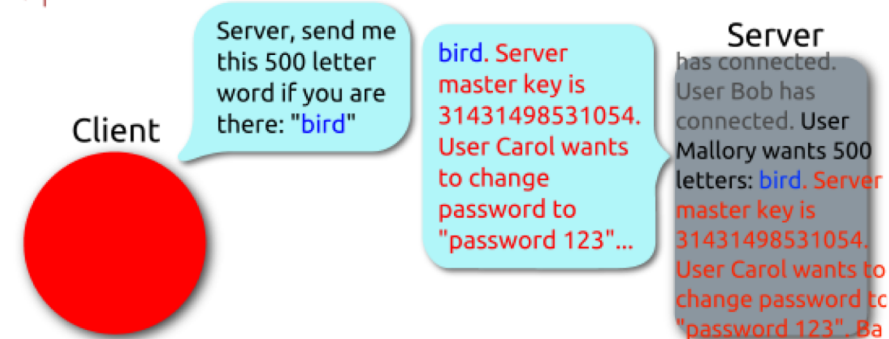 Server, send me
this 500 letter
word if you are
there: "bird"
Client
bird. Server
master key is
31431498531054.
User Carol wants
to change
password to
"password 123"...
Server
has connected.
User Bob has
connected. User
Mallory wants 500
letters: bird. Server
master key is
31431498531054.
User Carol wants to
change password to
"password 123". Ba